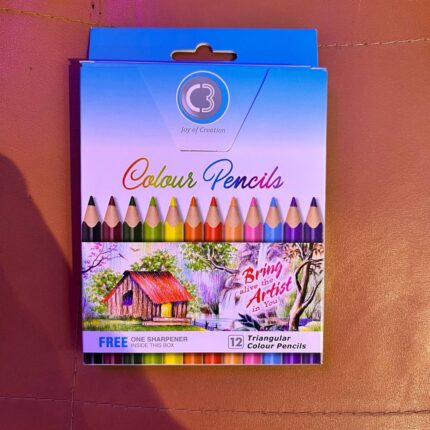 C3
Joy of Creation
Colour Pencils
Bring
alive the
Artist
in You
FREE ONE SHARPENER
INSIDE THIS BOX
12 Triangular
Colour Pencils